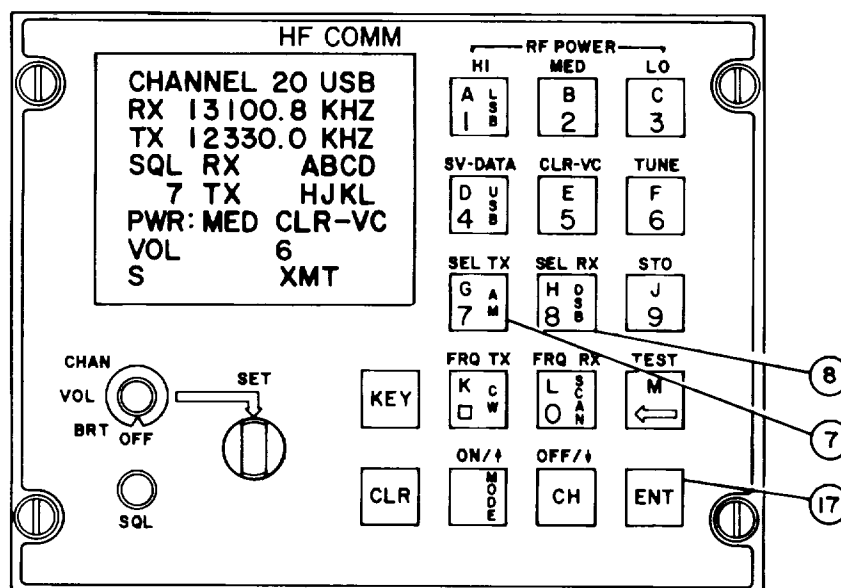 HF COMM
CHANNEL 20 USB
RX 13100.8 KHZ
TX 12330.0 KHZ
SQL RX ABCD
7 TX HJKL
PWR: MED CLR-VC
VOL 6
S XMT
RF POWER
HI MED LO
A 1 LSB
B 2
C 3
SV-DATA CLR-VC TUNE
D 4 USB
E 5
F 6
SEL TX SEL RX STO
G 7 AM
H 8 DSB
J 9
FRQ TX FRQ RX TEST
KEY
K CW
L 0 SCAN
M
ON/↑ OFF/↓
CLR
MODE
CH
ENT
CHAN
VOL
BRT
OFF
SET
SQL
8
7
17